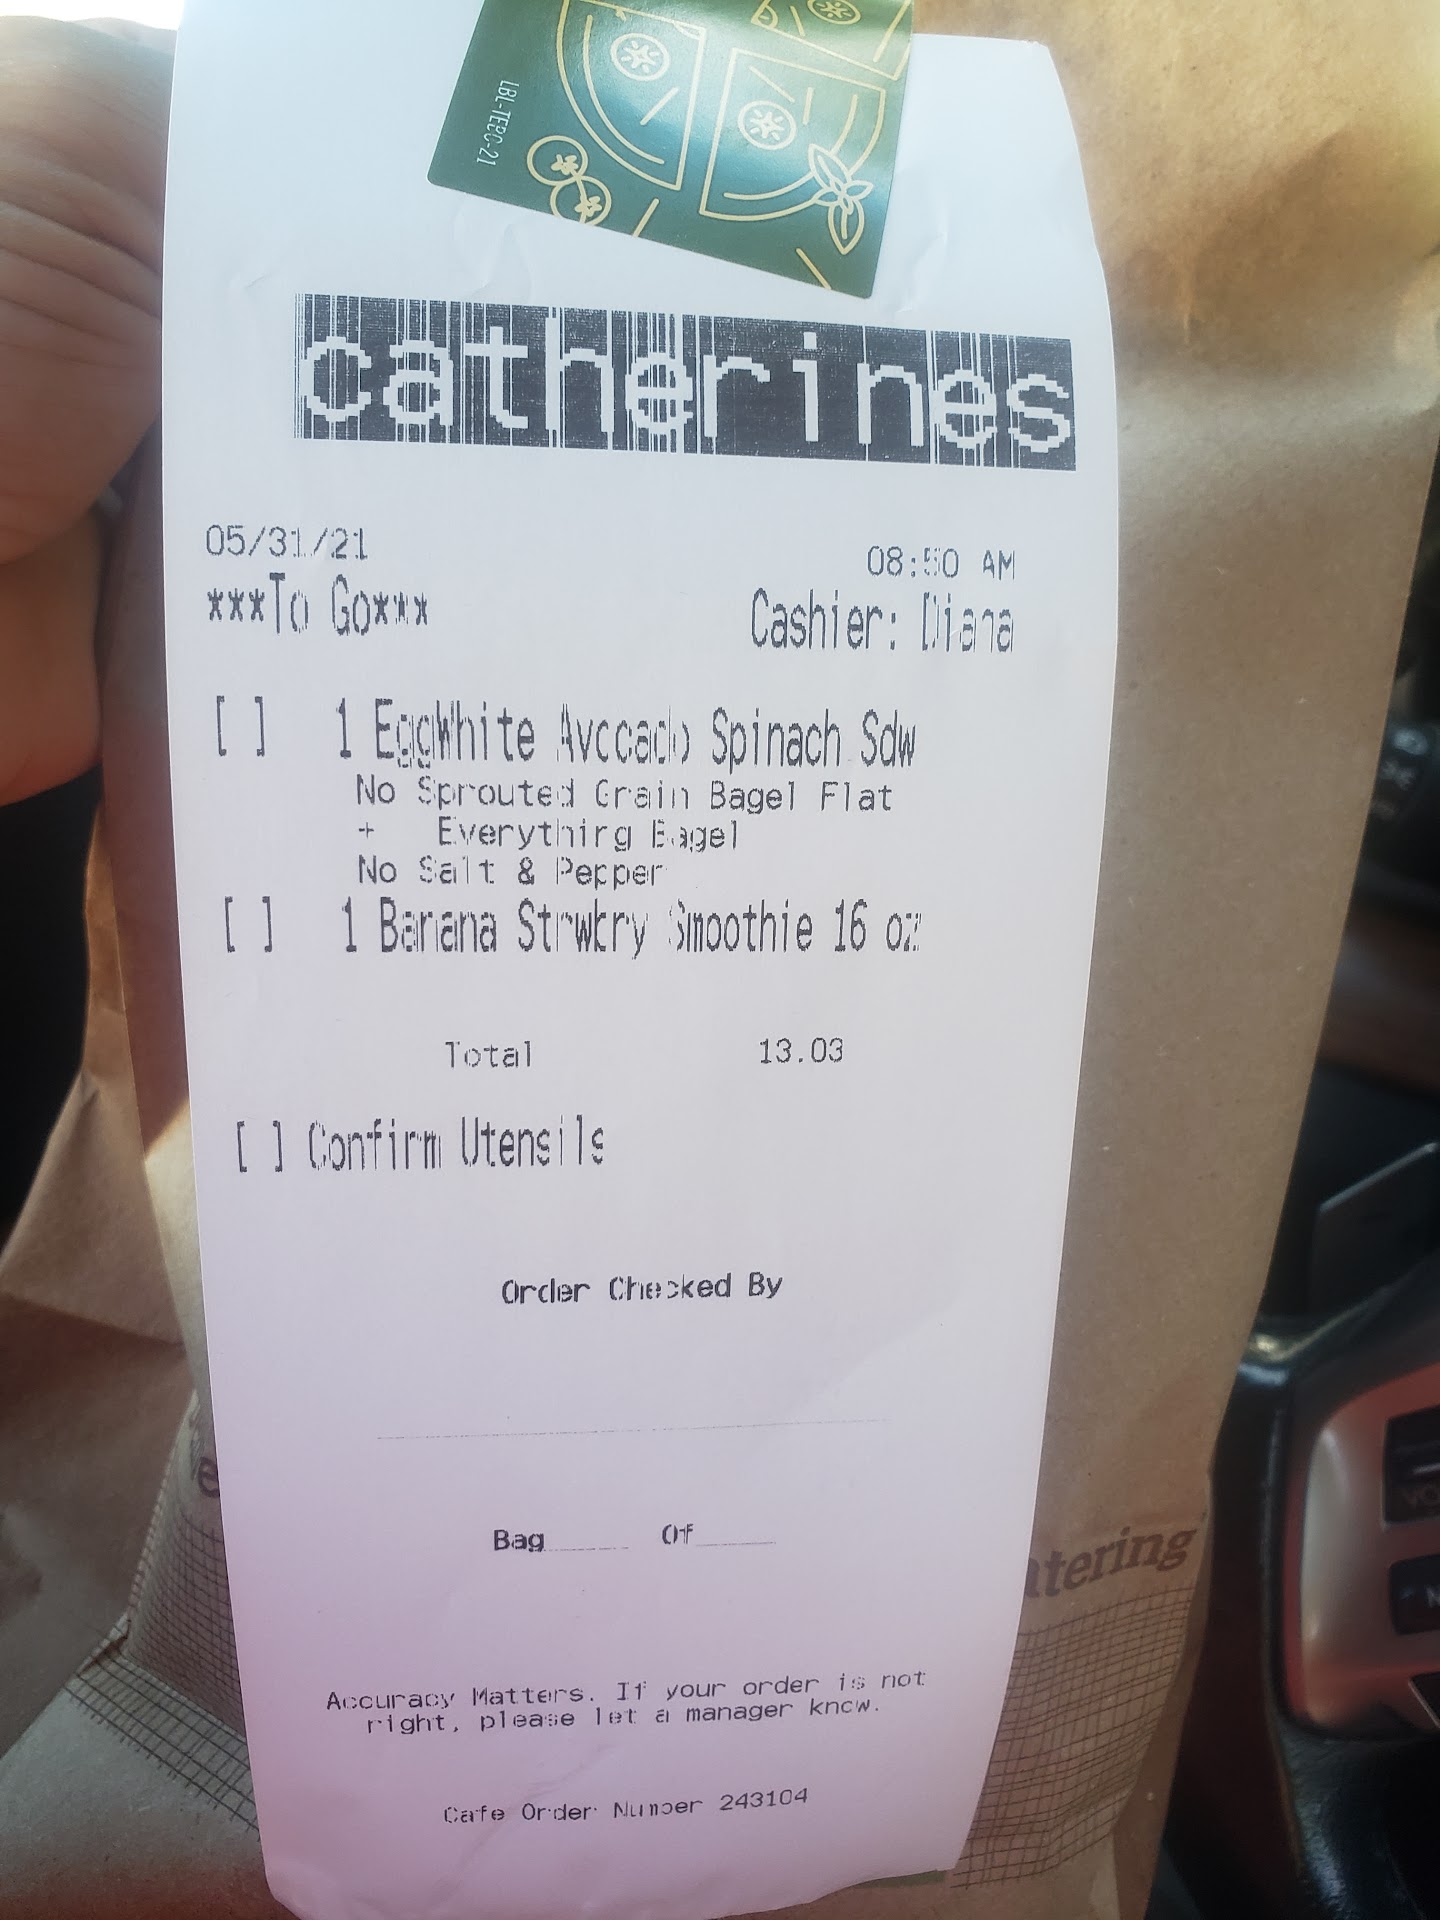 LBL-TEPC-21
catherines
05/31/21 08:50 AM
***To Go*** Cashier: Diana
[ ] 1 EggWhite Avocado Spinach Sdw
No Sprouted Grain Bagel Flat
+ Everything Bagel
No Salt & Pepper
[ ] 1 Banana Strwbry Smoothie 16 oz
Total 13.03
[ ] Confirm Utensils
Order Checked By
Bag_____ Of_____
Accuracy Matters. If your order is not
right, please let a manager know.
Cafe Order Number 243104
atering